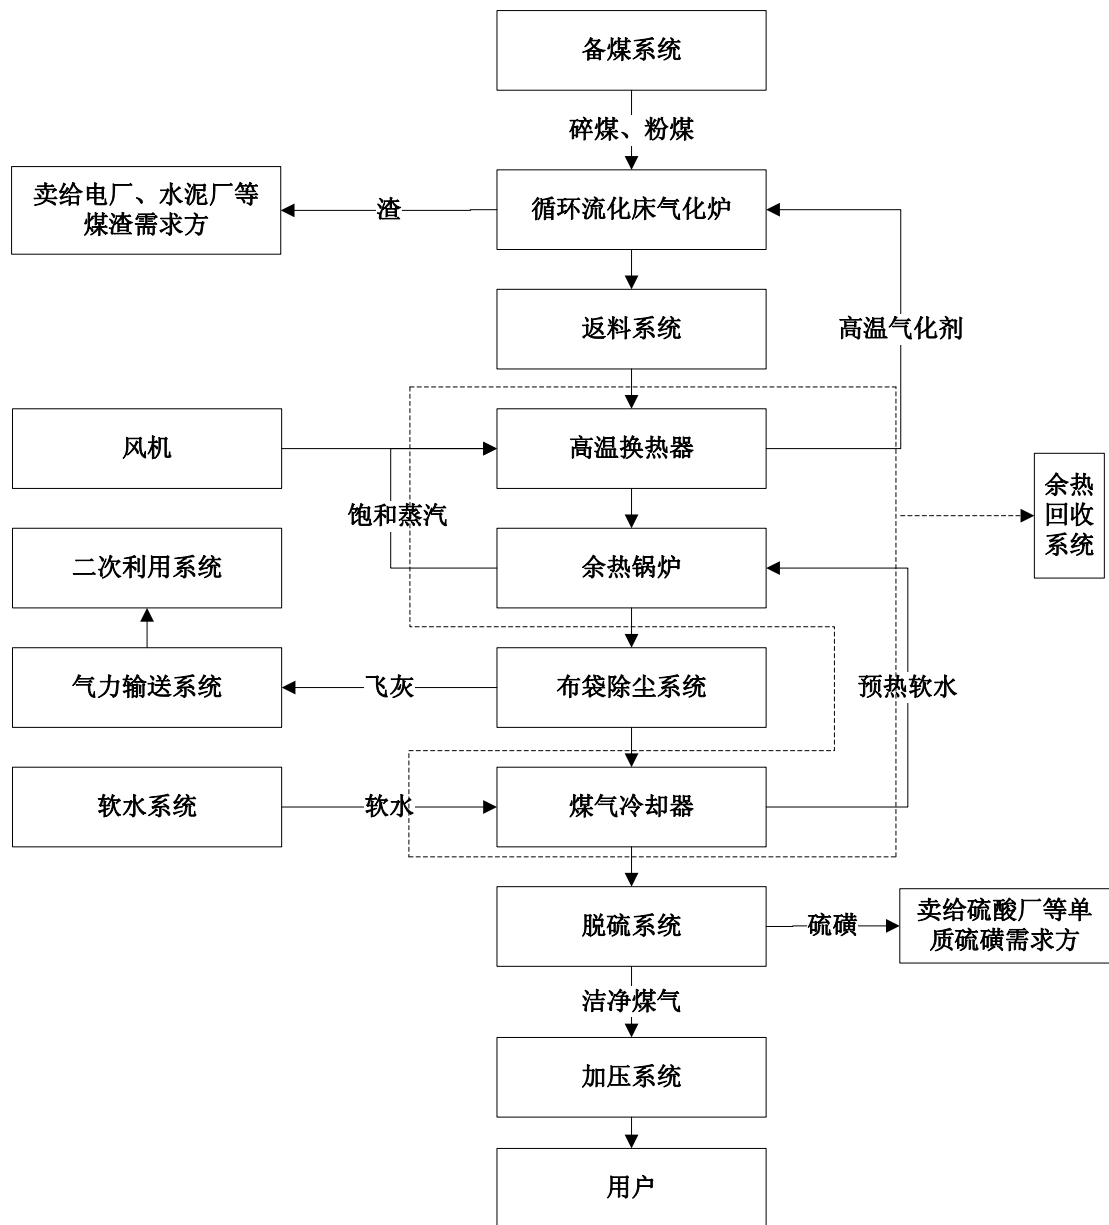 备煤系统
碎煤、粉煤
卖给电厂、水泥厂等
煤渣需求方
渣
循环流化床气化炉
返料系统
高温气化剂
风机
高温换热器
余热
回收
系统
饱和蒸汽
二次利用系统
余热锅炉
气力输送系统
飞灰
布袋除尘系统
预热软水
软水系统
软水
煤气冷却器
脱硫系统
硫磺
卖给硫酸厂等单
质硫磺需求方
洁净煤气
加压系统
用户